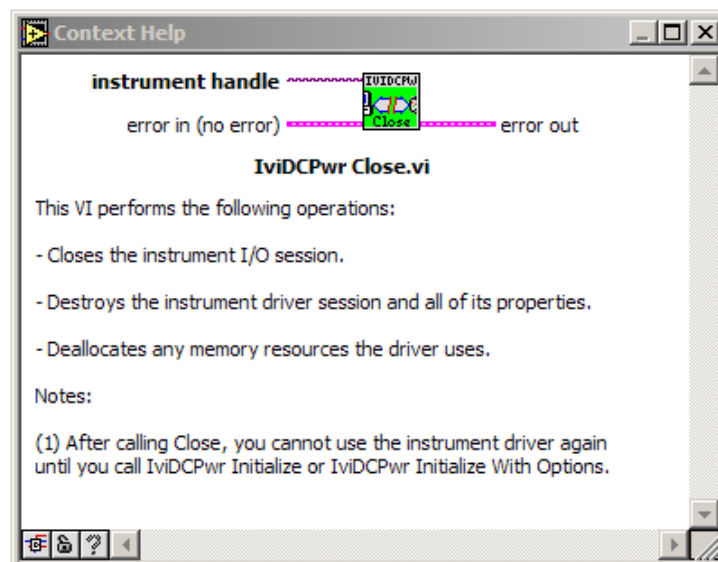 Context Help
instrument handle
IVIDCPW
error in (no error)
Close
error out
IviDCPwr Close.vi
This VI performs the following operations:
- Closes the instrument I/O session.
- Destroys the instrument driver session and all of its properties.
- Deallocates any memory resources the driver uses.
Notes:
(1) After calling Close, you cannot use the instrument driver again
until you call IviDCPwr Initialize or IviDCPwr Initialize With Options.
?